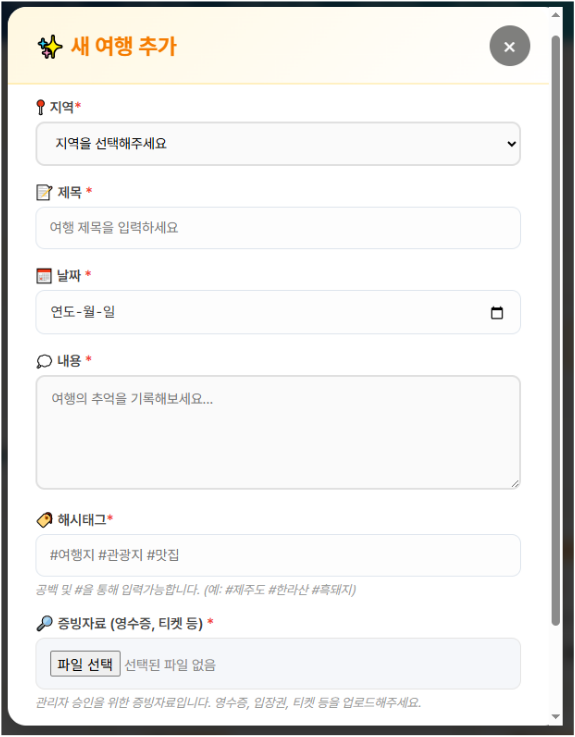 새 여행 추가
지역*
지역을 선택해주세요
제목 *
여행 제목을 입력하세요
날짜 *
연도-월-일
내용 *
여행의 추억을 기록해보세요...
해시태그*
#여행지 #관광지 #맛집
공백 및 #을 통해 입력가능합니다. (예: #제주도 #한라산 #흑돼지)
증빙자료 (영수증, 티켓 등) *
파일 선택 선택된 파일 없음
관리자 승인을 위한 증빙자료입니다. 영수증, 입장권, 티켓 등을 업로드해주세요.